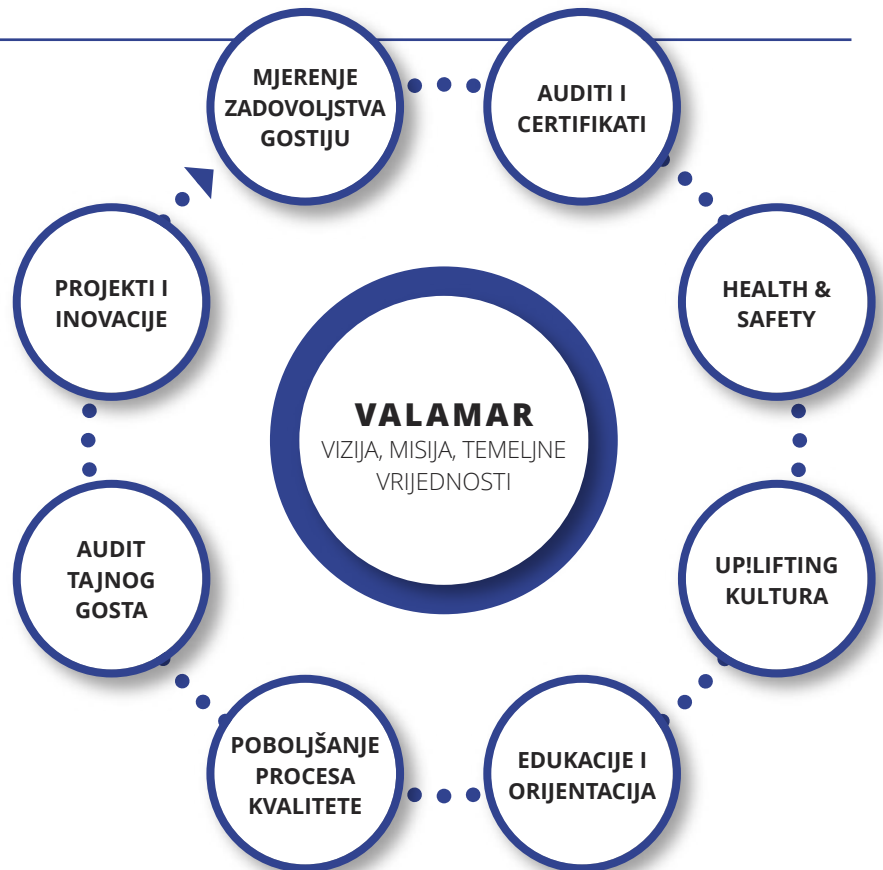 MJERENJE
ZADOVOLJSTVA
GOSTIJU
AUDITI I
CERTIFIKATI
HEALTH &
SAFETY
UP!LIFTING
KULTURA
EDUKACIJE I
ORIJENTACIJA
POBOLJŠANJE
PROCESA
KVALITETE
AUDIT
TAJNOG
GOSTA
PROJEKTI I
INOVACIJE
VALAMAR
VIZIJA, MISIJA, TEMELJNE
VRIJEDNOSTI